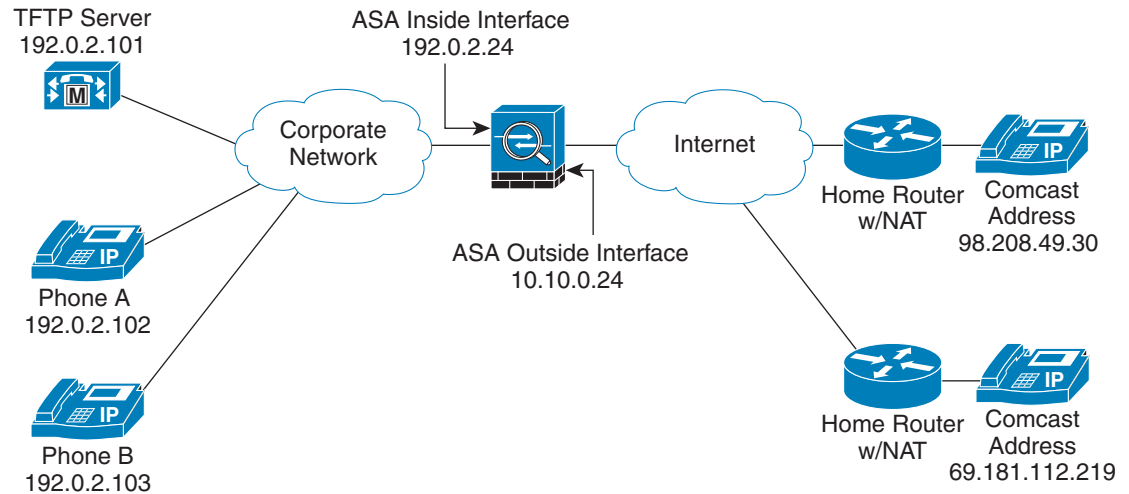 TFTP Server
192.0.2.101
M
ASA Inside Interface
192.0.2.24
Corporate
Network
Internet
IP
Home Router
w/NAT
Comcast
Address
98.208.49.30
ASA Outside Interface
10.10.0.24
IP
Phone A
192.0.2.102
IP
Phone B
192.0.2.103
IP
Home Router
w/NAT
Comcast
Address
69.181.112.219